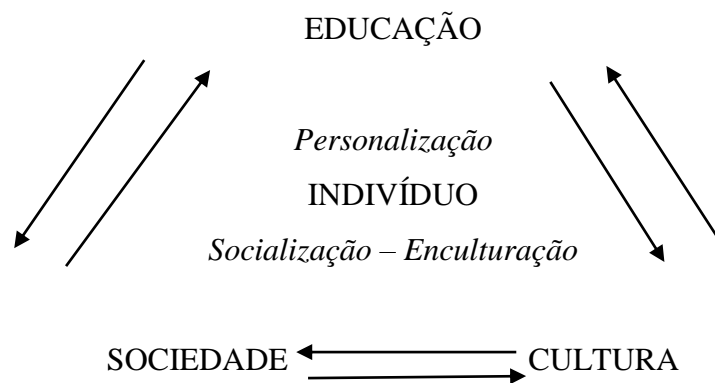 EDUCAÇÃO
Personalização
INDIVÍDUO
Socialização – Enculturação
SOCIEDADE CULTURA